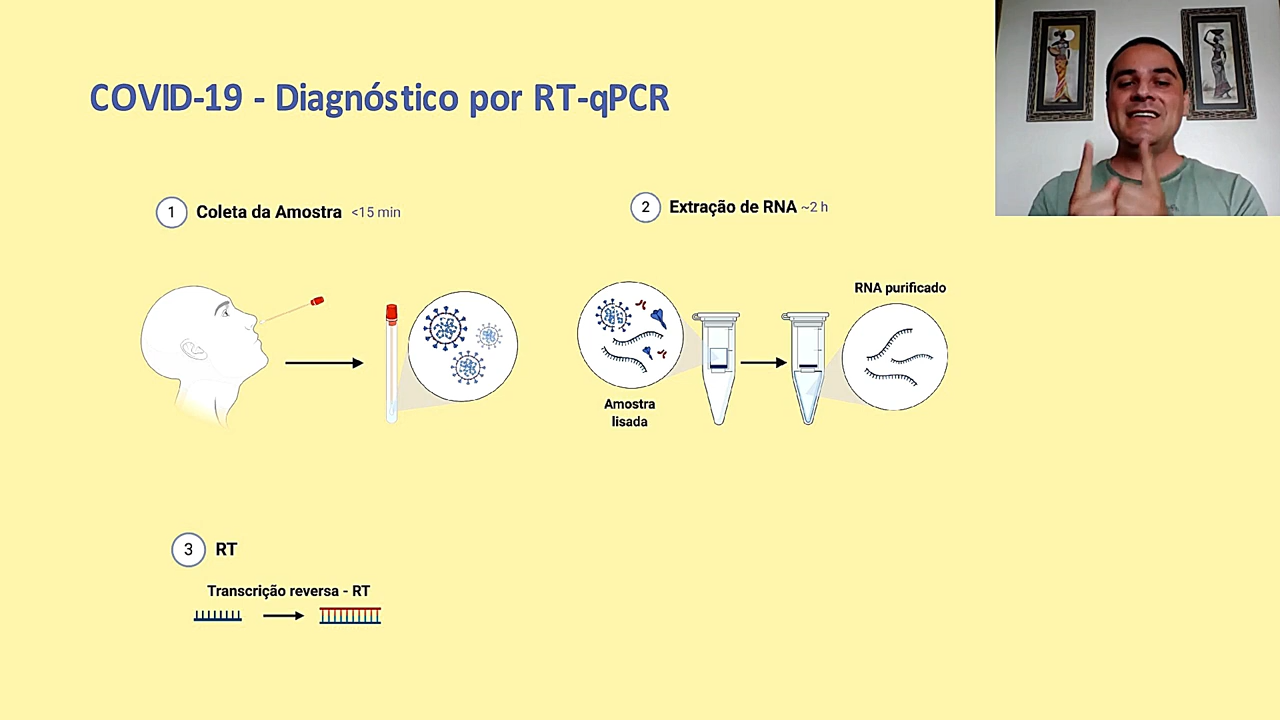 COVID-19 - Diagnóstico por RT-qPCR
1 Coleta da Amostra <15 min
2 Extração de RNA ~2 h
RNA purificado
Amostra
lisada
3 RT
Transcrição reversa - RT